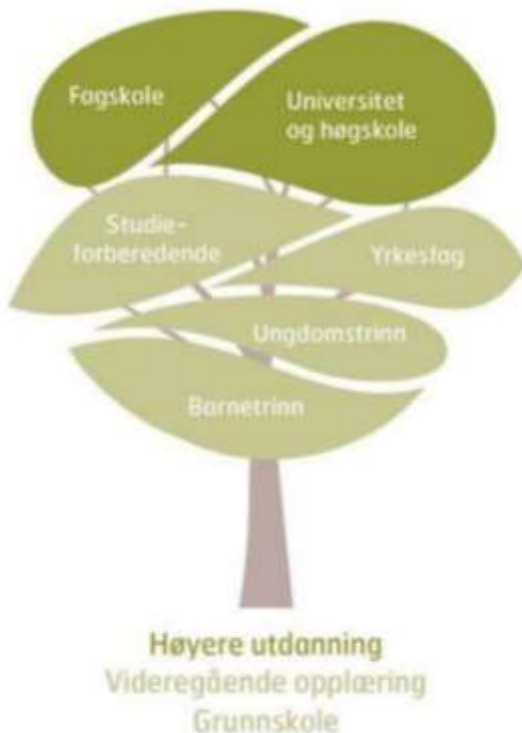 Fagskole
Universitet
og høgskole
Studie-
forberedende
Yrkesfag
Ungdomstrinn
Barnetrinn
Høyere utdanning
Videregående opplæring
Grunnskole